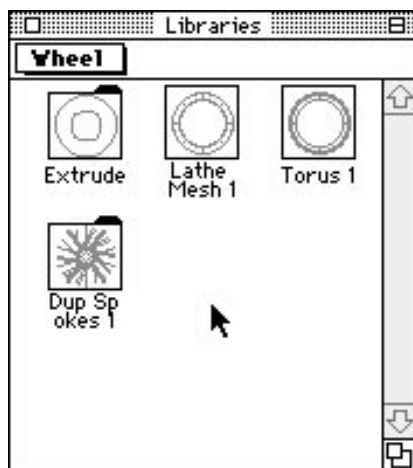 Libraries
Wheel
Extrude
Lathe
Mesh 1
Torus 1
Dup Sp
okes 1